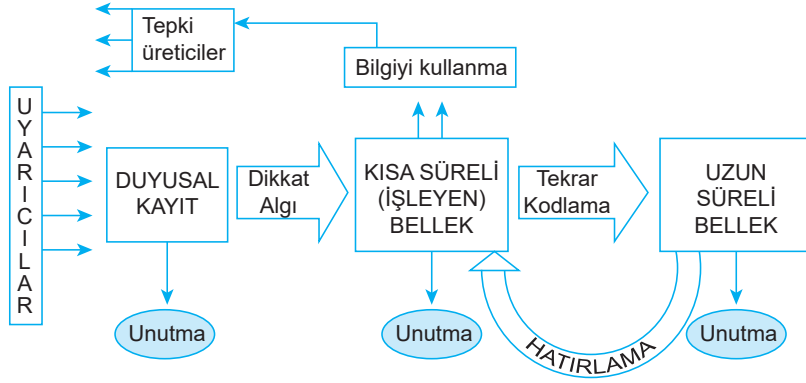 Tepki
üreticiler
Bilgiyi kullanma
UYARICILAR
DUYUSAL
KAYIT
Dikkat
Algı
KISA SÜRELİ
(İŞLEYEN)
BELLEK
Tekrar
Kodlama
UZUN
SÜRELİ
BELLEK
Unutma
Unutma
HATIRLAMA
Unutma